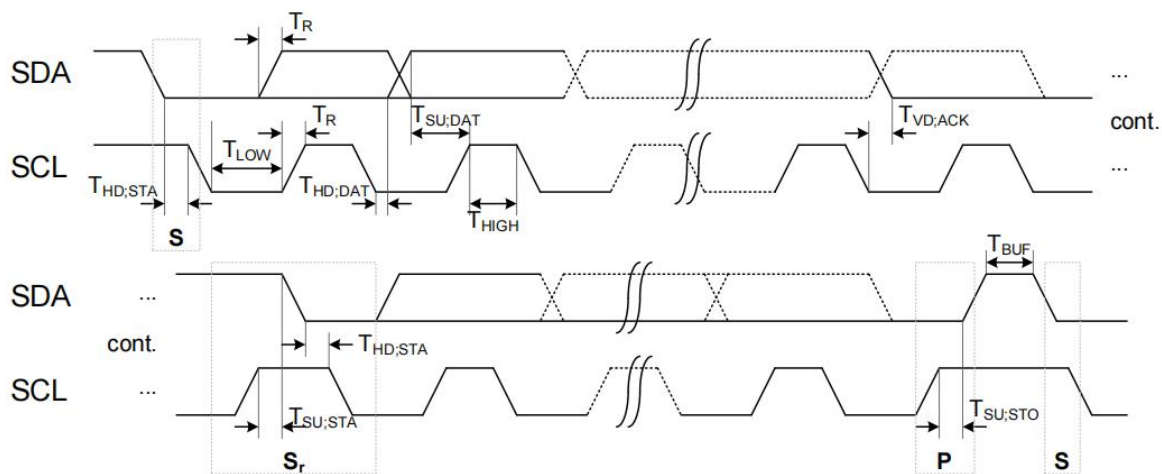 T_R
SDA ...
T_R T_SU;DAT T_VD;ACK cont.
T_LOW
SCL ...
T_HD;STA T_HD;DAT
T_HIGH
S
T_BUF
SDA ...
cont. T_HD;STA
SCL ...
T_SU;STA T_SU;STO
S_r P S